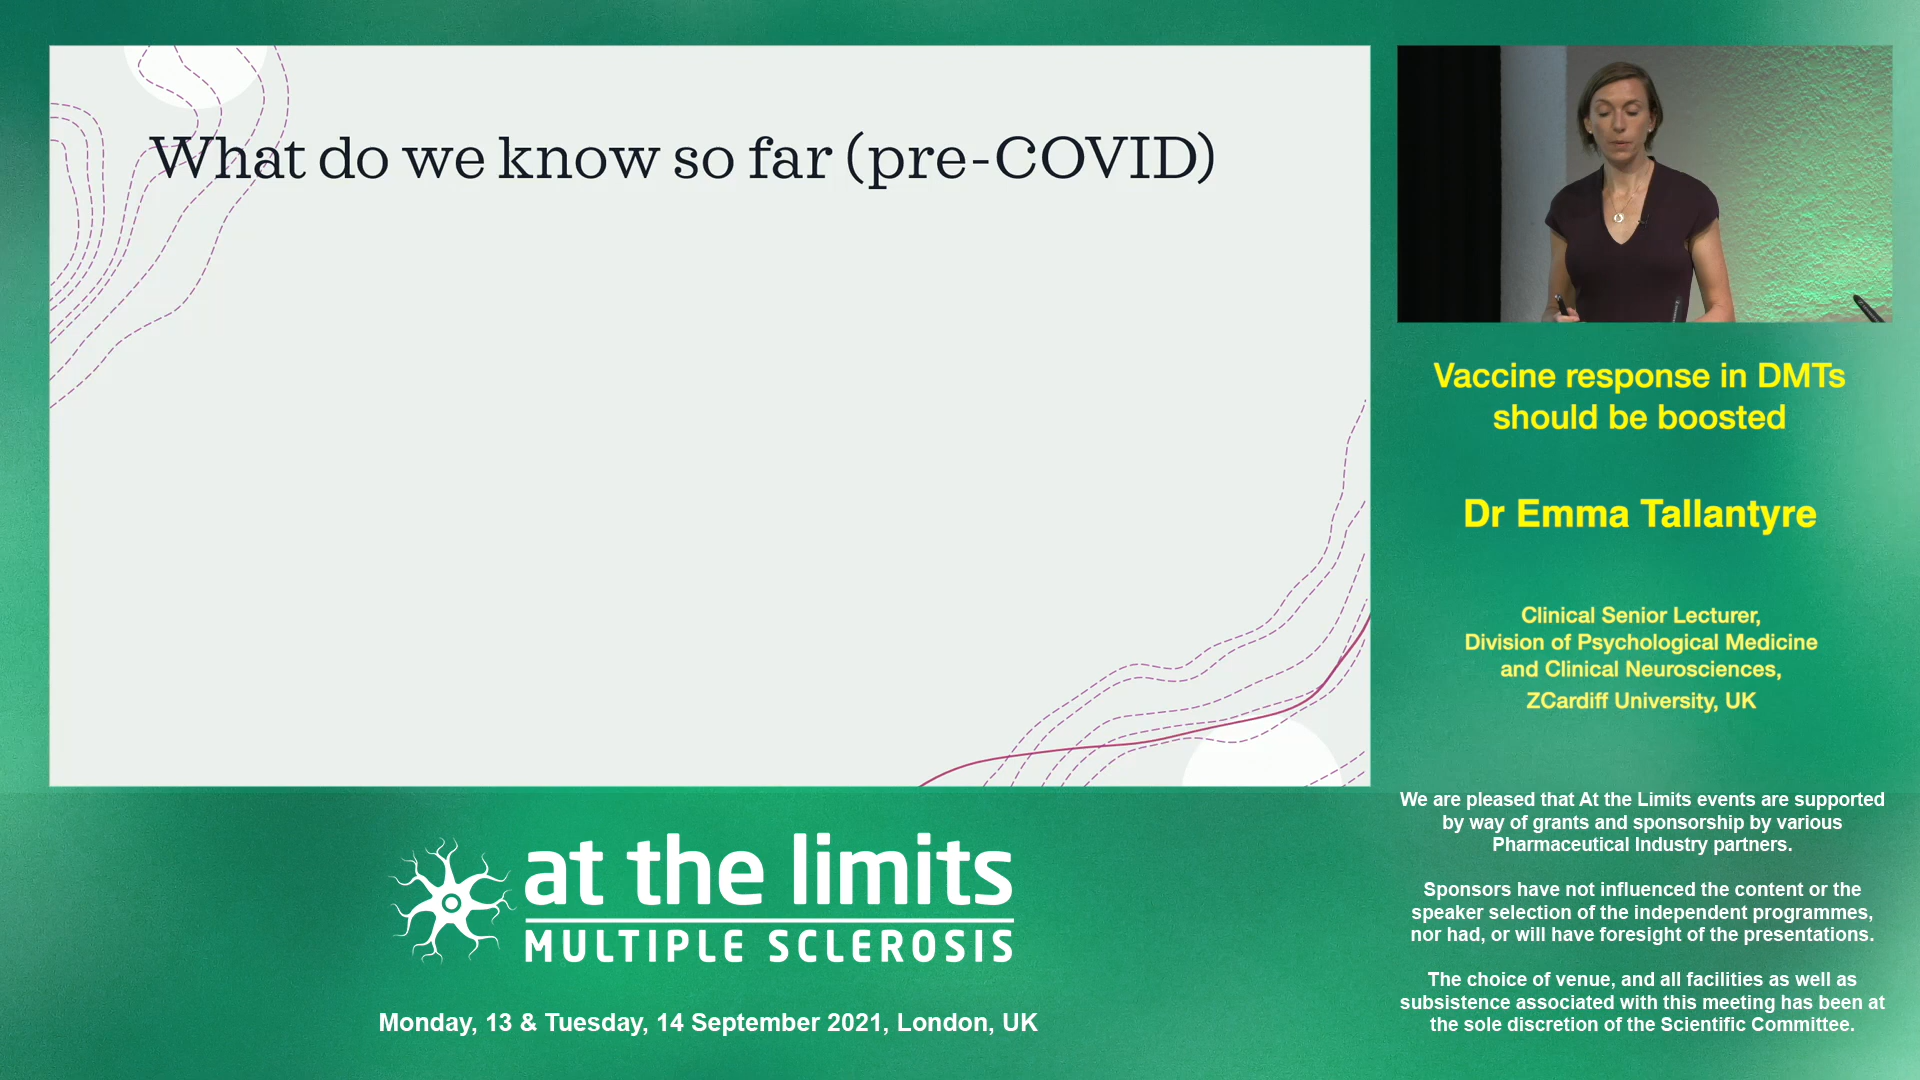 What do we know so far (pre-COVID)
Vaccine response in DMTs
should be boosted
Dr Emma Tallantyre
Clinical Senior Lecturer,
Division of Psychological Medicine
and Clinical Neurosciences,
ZCardiff University, UK
We are pleased that At the Limits events are supported
by way of grants and sponsorship by various
Pharmaceutical Industry partners.
Sponsors have not influenced the content or the
speaker selection of the independent programmes,
nor had, or will have foresight of the presentations.
The choice of venue, and all facilities as well as
subsistence associated with this meeting has been at
the sole discretion of the Scientific Committee.
at the limits
MULTIPLE SCLEROSIS
Monday, 13 & Tuesday, 14 September 2021, London, UK